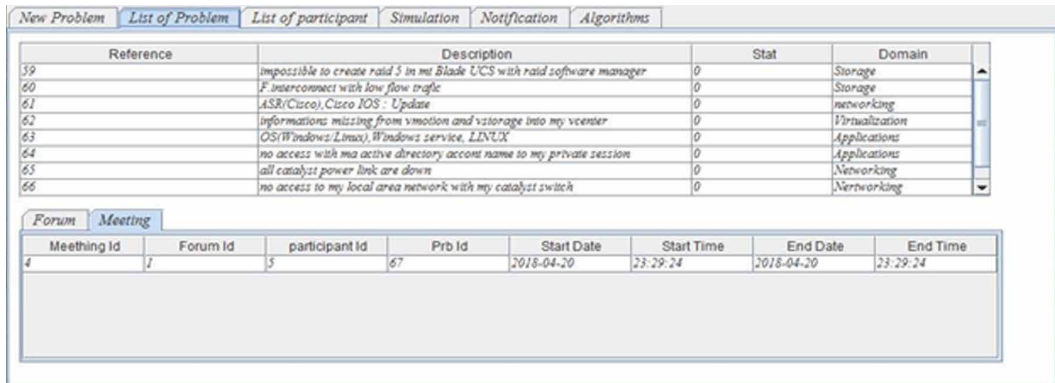 New Problem List of Problem List of participant Simulation Notification Algorithms
Reference Description Stat Domain
59 impossible to create raid 5 in mt Blade UCS with raid software manager 0 Storage
60 F.interconnect with low flow trafic 0 Storage
61 ASR(Cisco),Cisco IOS : Update 0 networking
62 informations missing from vmotion and vstorage into my vcenter 0 Virtualization
63 OS(Windows/Linux),Windows service, LINUX 0 Applications
64 no access with ma active directory accont name to my private session 0 Applications
65 all catalyst power link are down 0 Networking
66 no access to my local area network with my catalyst switch 0 Nertworking
Forum Meeting
Meething Id Forum Id participant Id Prb Id Start Date Start Time End Date End Time
4 1 5 67 2018-04-20 23:29:24 2018-04-20 23:29:24